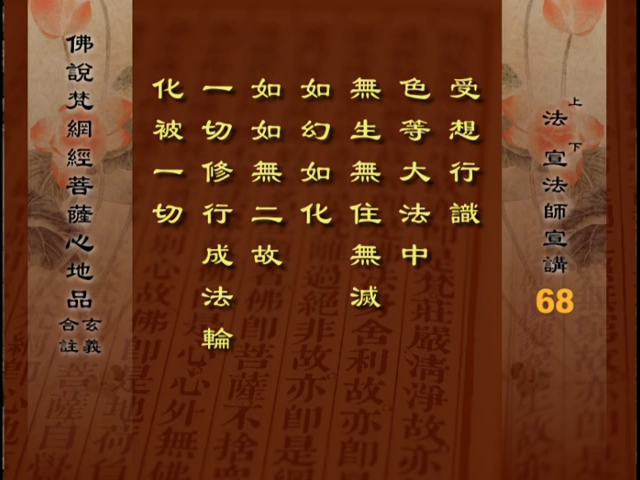 受想行識
色等大法中
無生無住無滅
如幻如化
如如無二故
一切修行成法輪
化被一切
佛說梵網經菩薩心地品
玄義
合註
上法下宣法師宣講
68